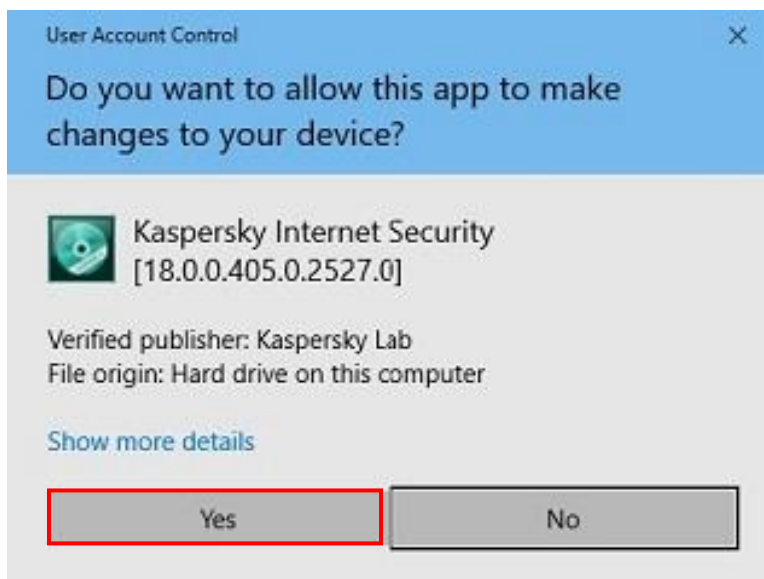 User Account Control
Do you want to allow this app to make
changes to your device?
Kaspersky Internet Security
[18.0.0.405.0.2527.0]
Verified publisher: Kaspersky Lab
File origin: Hard drive on this computer
Show more details
Yes
No